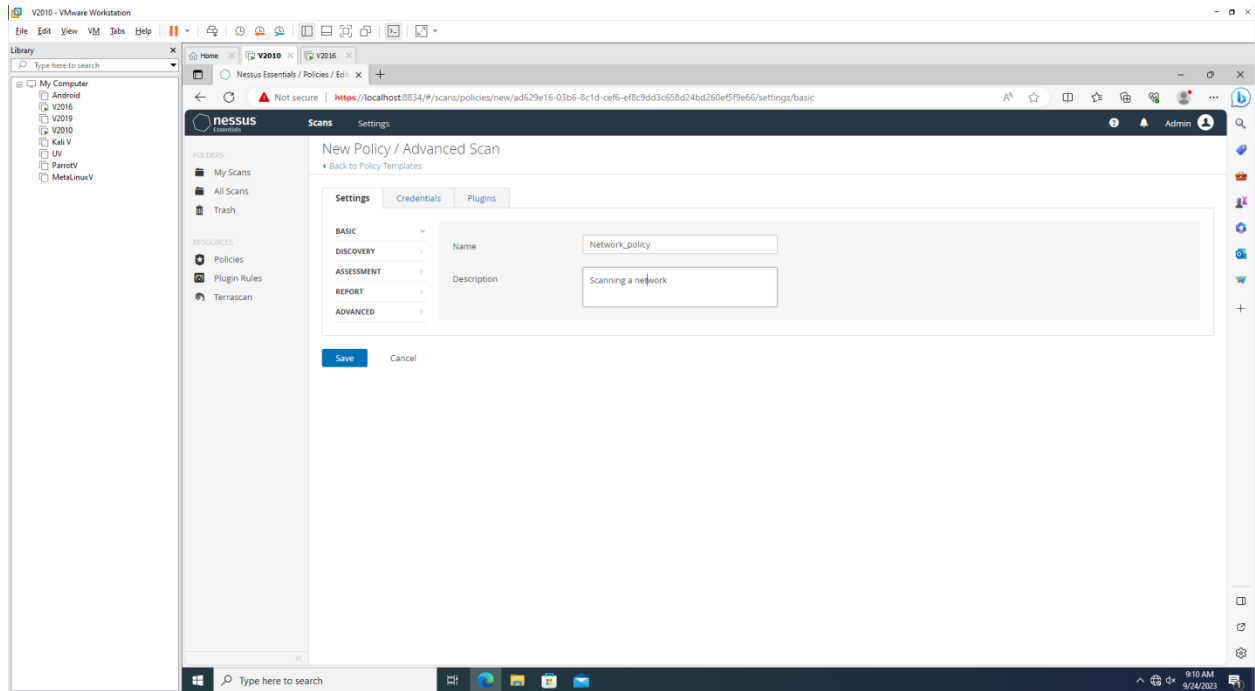 V2010 - VMware Workstation
File Edit View VM Tabs Help
Library
Type here to search
My Computer
Android
V2016
V2019
V2010
Kali V
UV
ParrotV
MetaLinuxV
Home
V2010
V2016
Nessus Essentials / Policies / Edit
Not secure https://localhost:8834/#/scans/policies/new/ad629e16-03b6-8c1d-cef6-ef8c9dd3c658d24bd260ef5f9e66/settings/basic
nessus
Essentials
Scans Settings
Admin
FOLDERS
My Scans
All Scans
Trash
RESOURCES
Policies
Plugin Rules
Terrascan
New Policy / Advanced Scan
Back to Policy Templates
Settings Credentials Plugins
BASIC
DISCOVERY
ASSESSMENT
REPORT
ADVANCED
Name Network_policy
Description Scanning a network
Save Cancel
Type here to search
9:10 AM
9/24/2023